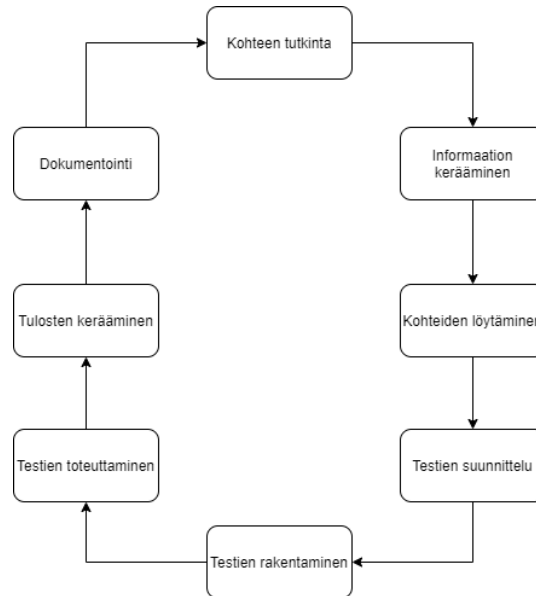 Kohteen tutkinta
Informaation
kerääminen
Kohteiden löytäminen
Testien suunnittelu
Testien rakentaminen
Testien toteuttaminen
Tulosten kerääminen
Dokumentointi